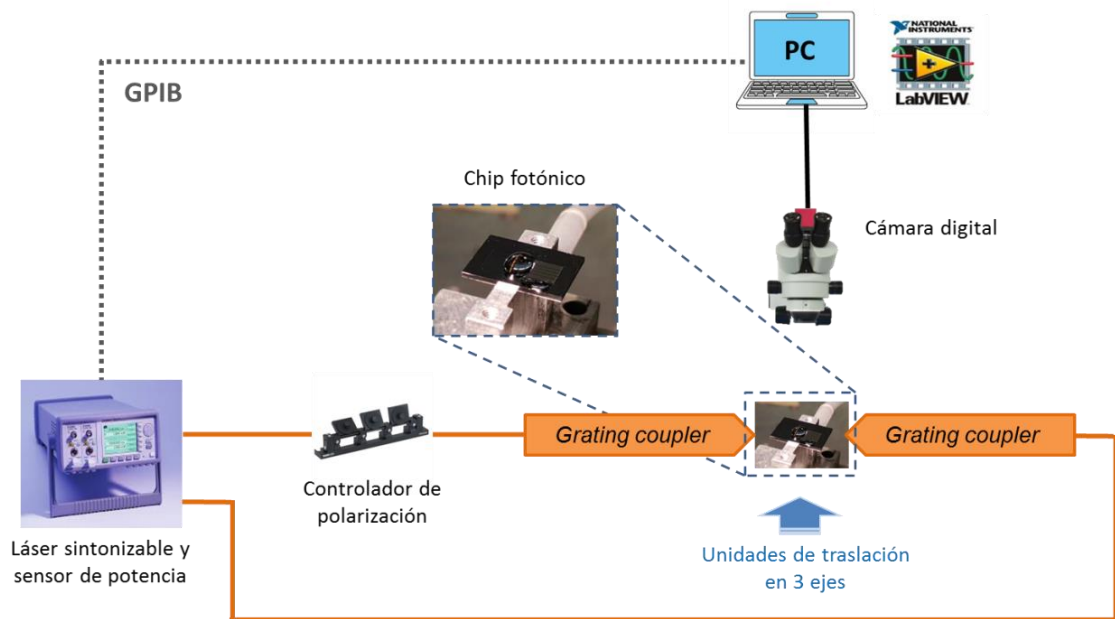 NATIONAL
INSTRUMENTS
PC
LabVIEW
GPIB
Chip fotónico
Cámara digital
Grating coupler
Grating coupler
Controlador de
polarización
Láser sintonizable y
sensor de potencia
Unidades de traslación
en 3 ejes